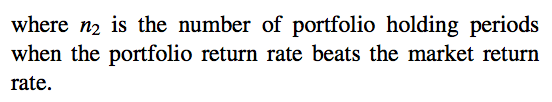 where n₂ is the number of portfolio holding periods
when the portfolio return rate beats the market return
rate.